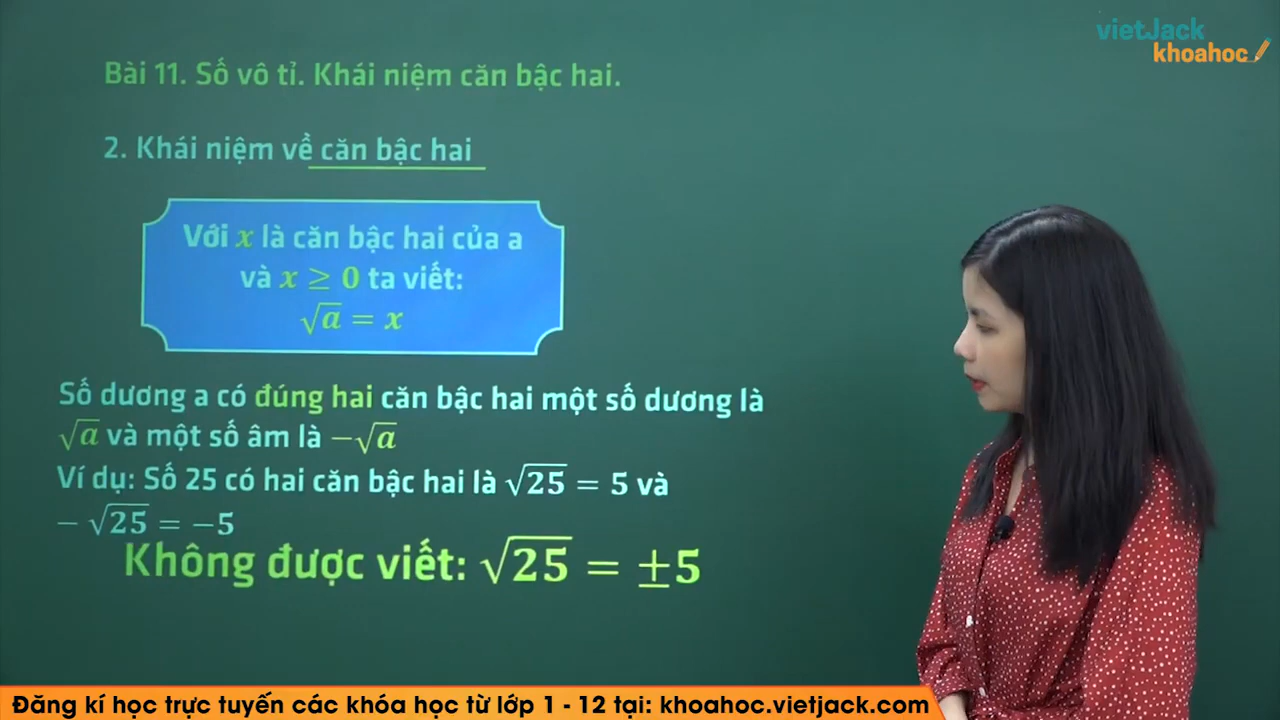 vietJack
khoahoc
Bài 11. Số vô tỉ. Khái niệm căn bậc hai.
2. Khái niệm về căn bậc hai
Với x là căn bậc hai của a
và x ≥ 0 ta viết:
√a = x
Số dương a có đúng hai căn bậc hai một số dương là
√a và một số âm là −√a
Ví dụ: Số 25 có hai căn bậc hai là √25 = 5 và
− √25 = −5
Không được viết: √25 = ±5
Đăng kí học trực tuyến các khóa học từ lớp 1 - 12 tại: khoahoc.vietjack.com